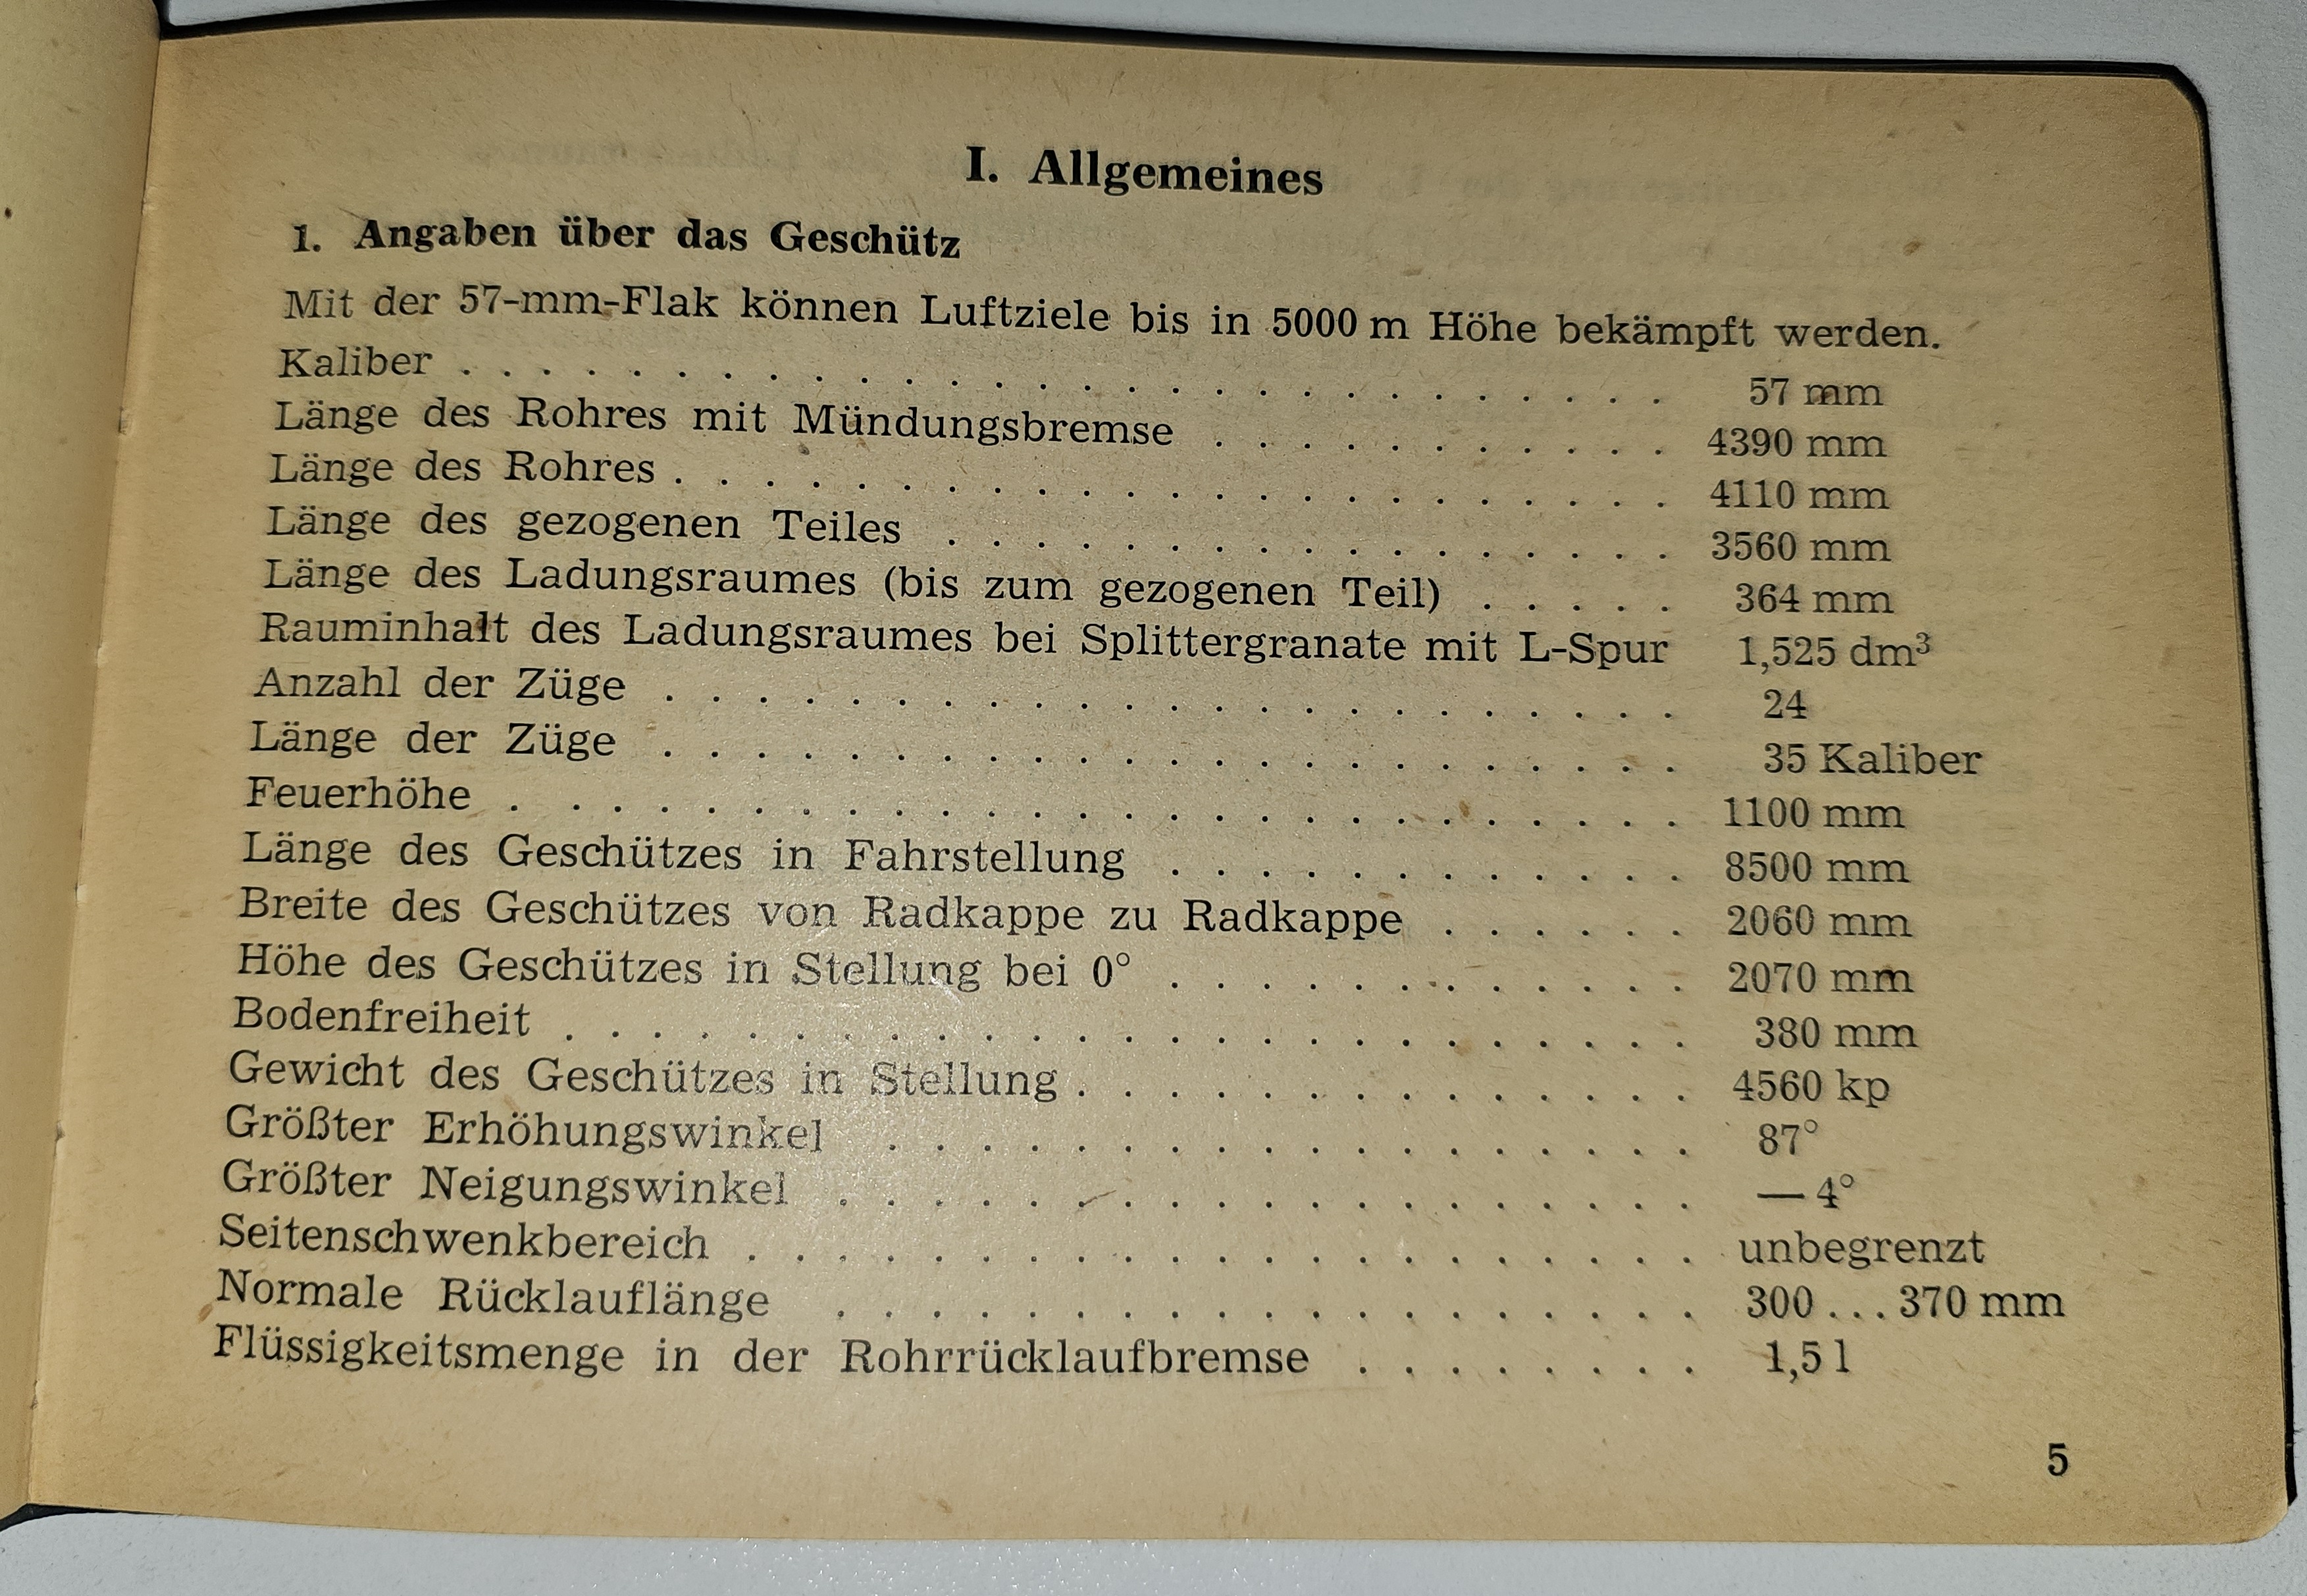 I. Allgemeines
1. Angaben über das Geschütz
Mit der 57-mm-Flak können Luftziele bis in 5000 m Höhe bekämpft werden.
Kaliber . . . . . . . . . . . . . . . . . . . . . . . . . . . 57 mm
Länge des Rohres mit Mündungsbremse . . . . . . . . . . . 4390 mm
Länge des Rohres . . . . . . . . . . . . . . . . . . . . . . . 4110 mm
Länge des gezogenen Teiles . . . . . . . . . . . . . . . . . 3560 mm
Länge des Ladungsraumes (bis zum gezogenen Teil) . . . . . 364 mm
Rauminhalt des Ladungsraumes bei Splittergranate mit L-Spur 1,525 dm³
Anzahl der Züge . . . . . . . . . . . . . . . . . . . . . . . 24
Länge der Züge . . . . . . . . . . . . . . . . . . . . . . . 35 Kaliber
Feuerhöhe . . . . . . . . . . . . . . . . . . . . . . . . . . 1100 mm
Länge des Geschützes in Fahrstellung . . . . . . . . . . . . 8500 mm
Breite des Geschützes von Radkappe zu Radkappe . . . . . . 2060 mm
Höhe des Geschützes in Stellung bei 0° . . . . . . . . . . . . 2070 mm
Bodenfreiheit . . . . . . . . . . . . . . . . . . . . . . . . . 380 mm
Gewicht des Geschützes in Stellung . . . . . . . . . . . . . . 4560 kp
Größter Erhöhungswinkel . . . . . . . . . . . . . . . . . . 87°
Größter Neigungswinkel . . . . . . . . . . . . . . . . . . . — 4°
Seitenschwenkbereich . . . . . . . . . . . . . . . . . . . . . unbegrenzt
Normale Rücklauflänge . . . . . . . . . . . . . . . . . . . 300 . . . 370 mm
Flüssigkeitsmenge in der Rohrrücklaufbremse . . . . . . . . 1,5 l
5